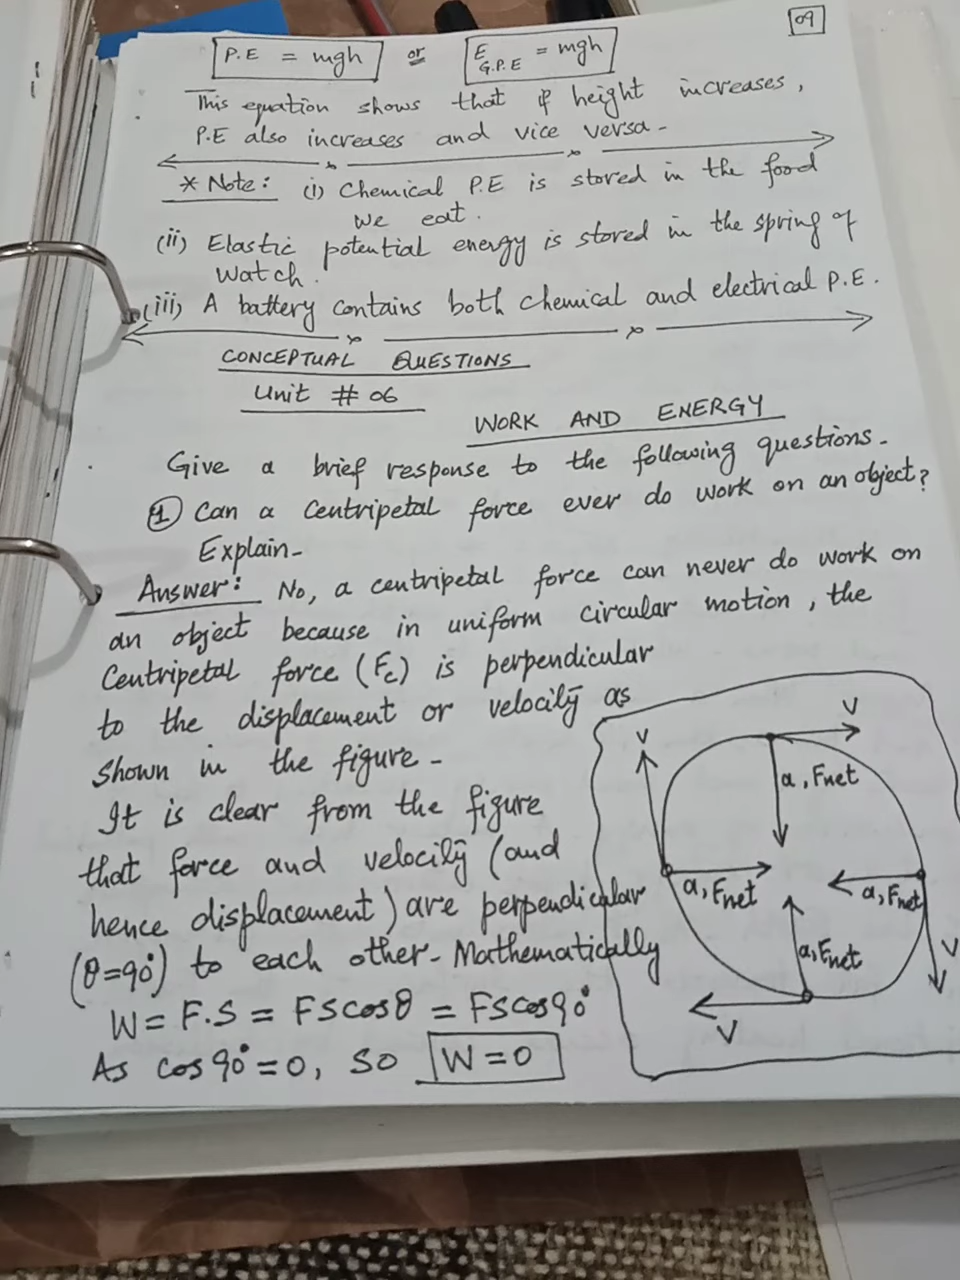 09
P.E = mgh or E G.P.E = mgh
This equation shows that if height increases,
P.E also increases and vice versa-
* Note: (i) Chemical P.E is stored in the food
we eat.
(ii) Elastic potential energy is stored in the spring of
watch.
(iii) A battery contains both chemical and electrical P.E.
CONCEPTUAL QUESTIONS
Unit # 06
WORK AND ENERGY
Give a brief response to the following questions-
① Can a centripetal force ever do work on an object?
Explain-
Answer: No, a centripetal force can never do work on
an object because in uniform circular motion, the
Centripetal force (Fc) is perpendicular
to the displacement or velocity as
shown in the figure-
It is clear from the figure
that force and velocity (and
hence displacement) are perpendicular
(θ=90°) to each other- Mathematically
W = F.S = FScosθ = FScos90°
As cos90°=0, so W=0
V
V
a, Fnet
a, Fnet
a, Fnet
a, Fnet
V
V